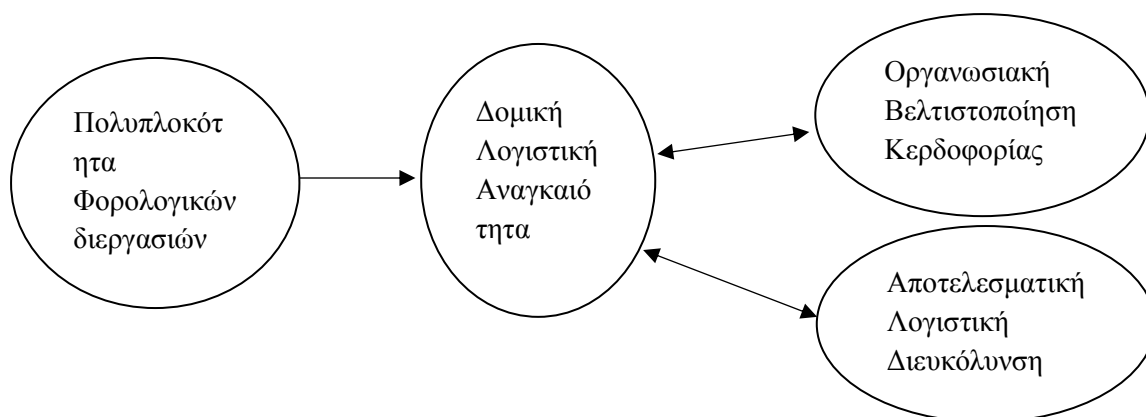 Πολυπλοκότ
ητα
Φορολογικών
διεργασιών
Δομική
Λογιστική
Αναγκαιό
τητα
Οργανωσιακή
Βελτιστοποίηση
Κερδοφορίας
Αποτελεσματική
Λογιστική
Διευκόλυνση